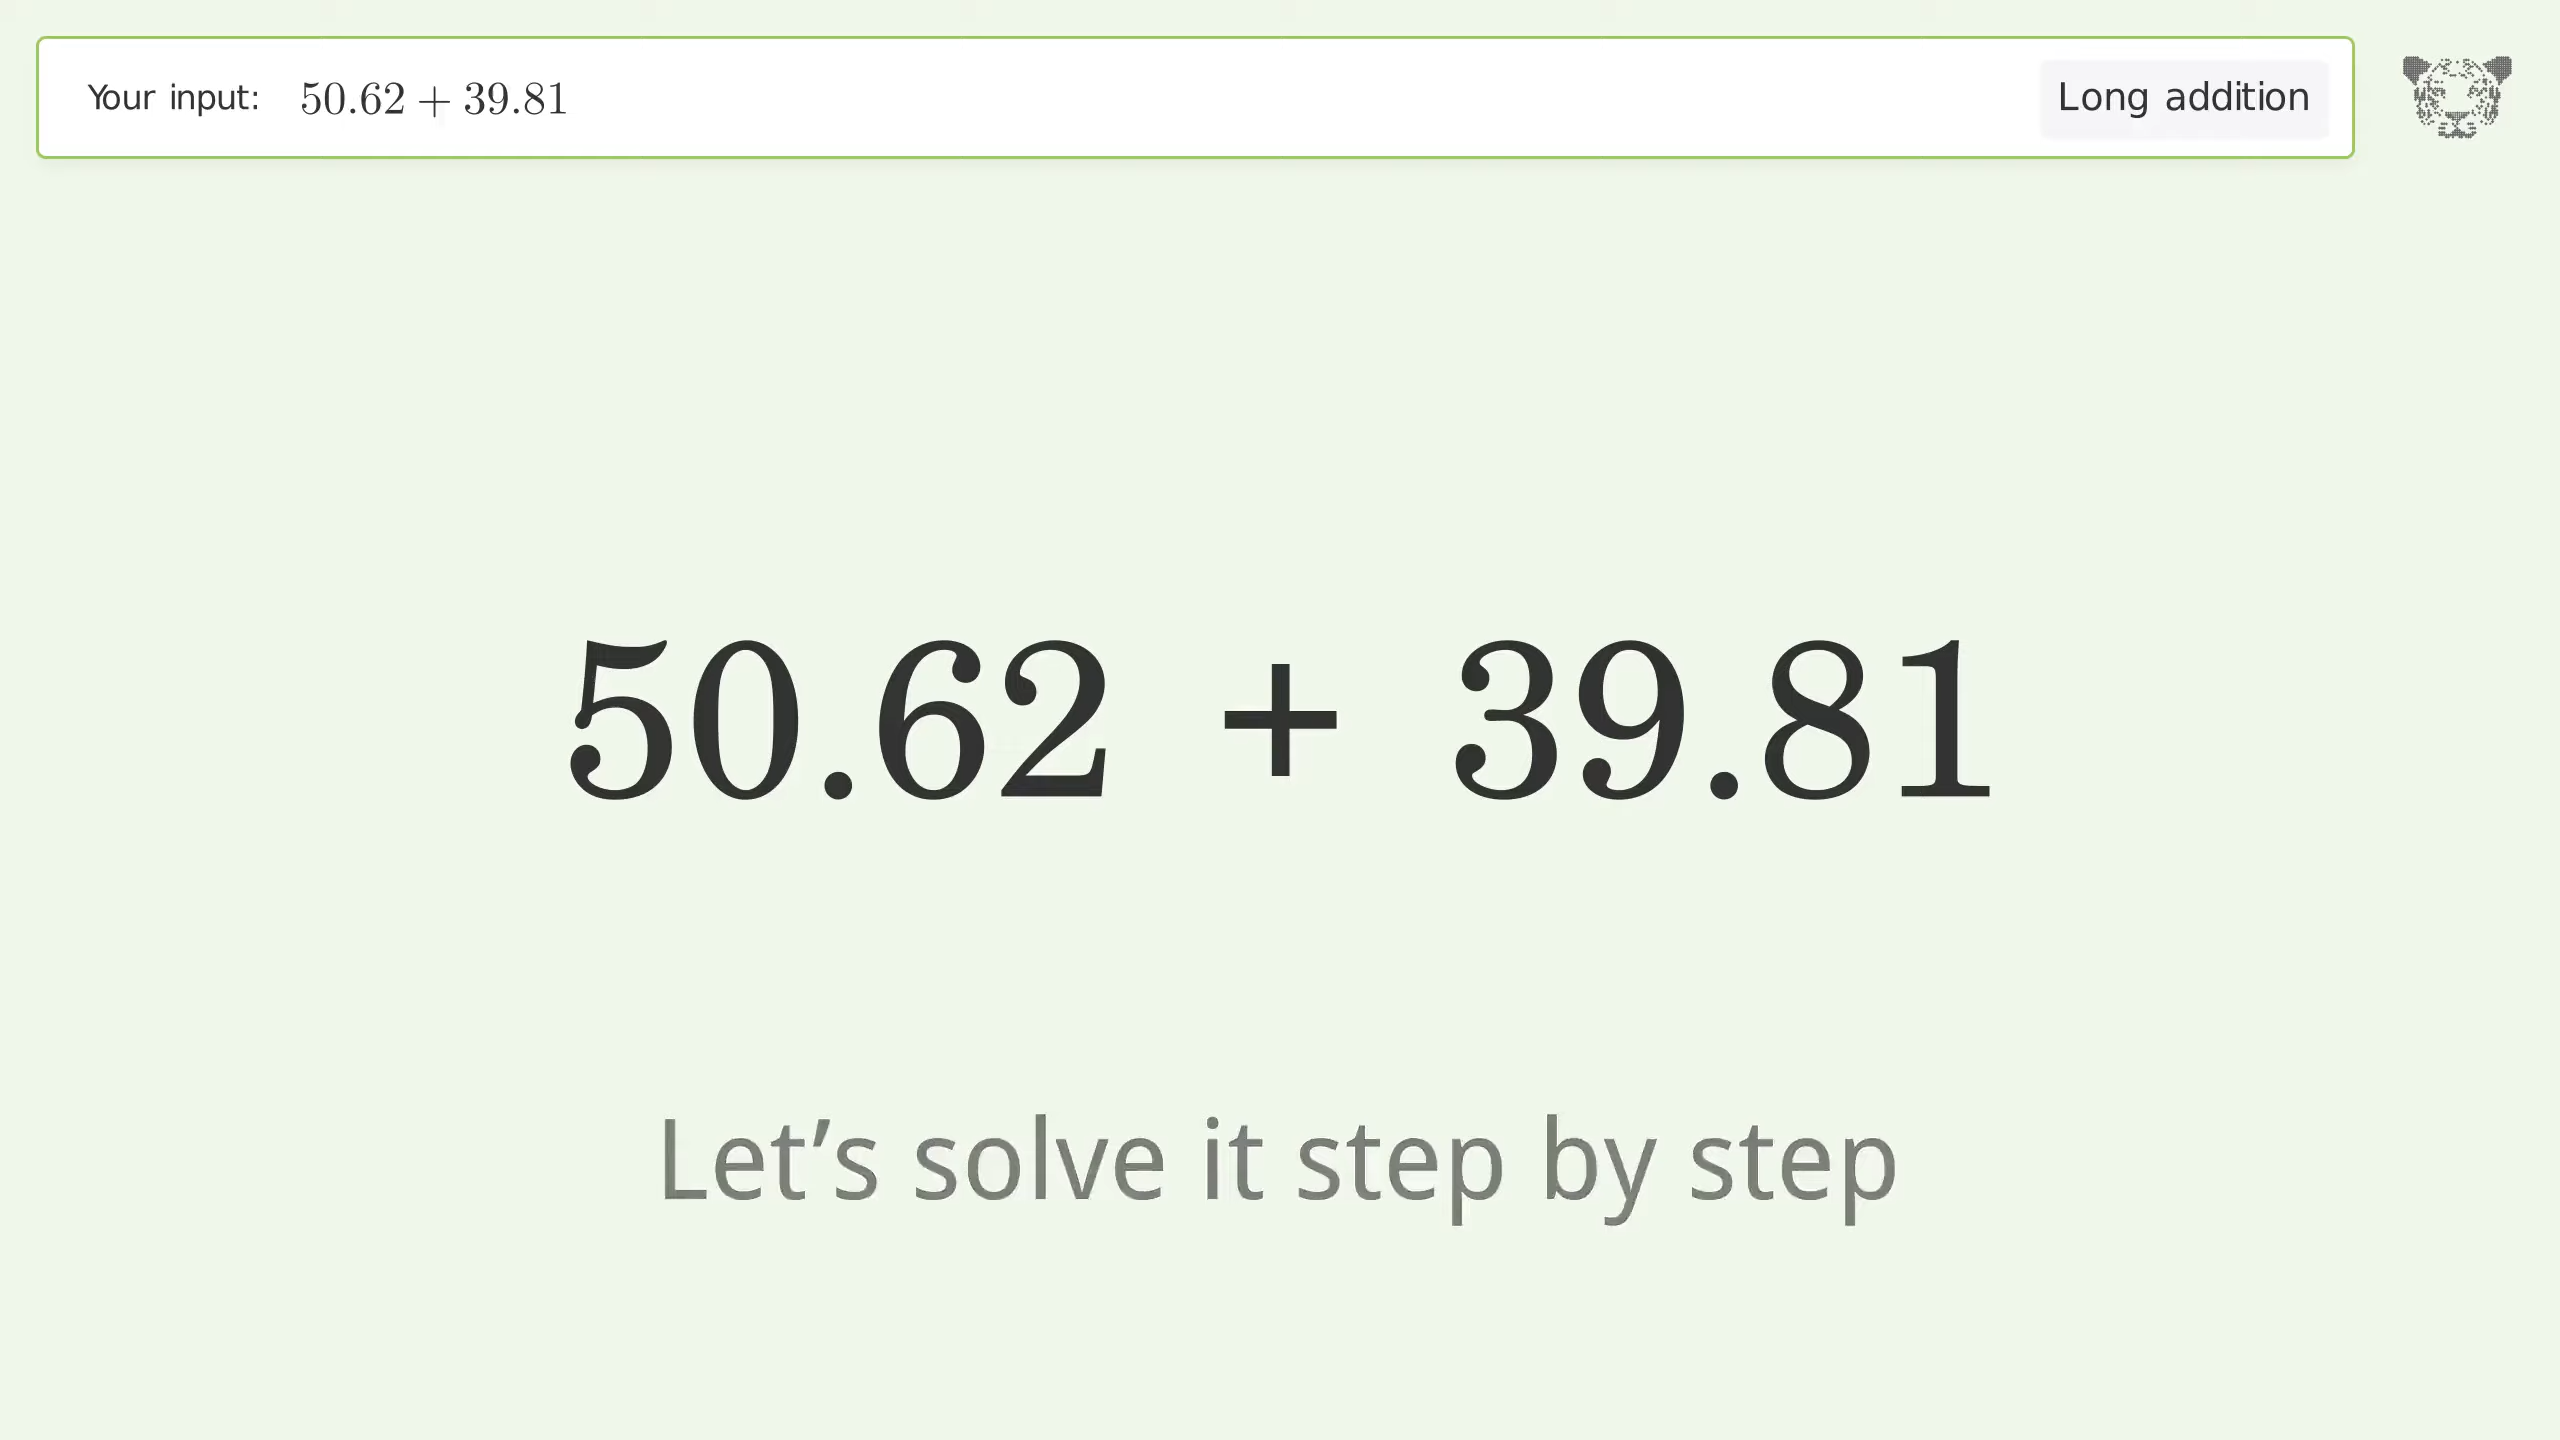 Your input: 50.62 + 39.81 Long addition
50.62 + 39.81
Let’s solve it step by step